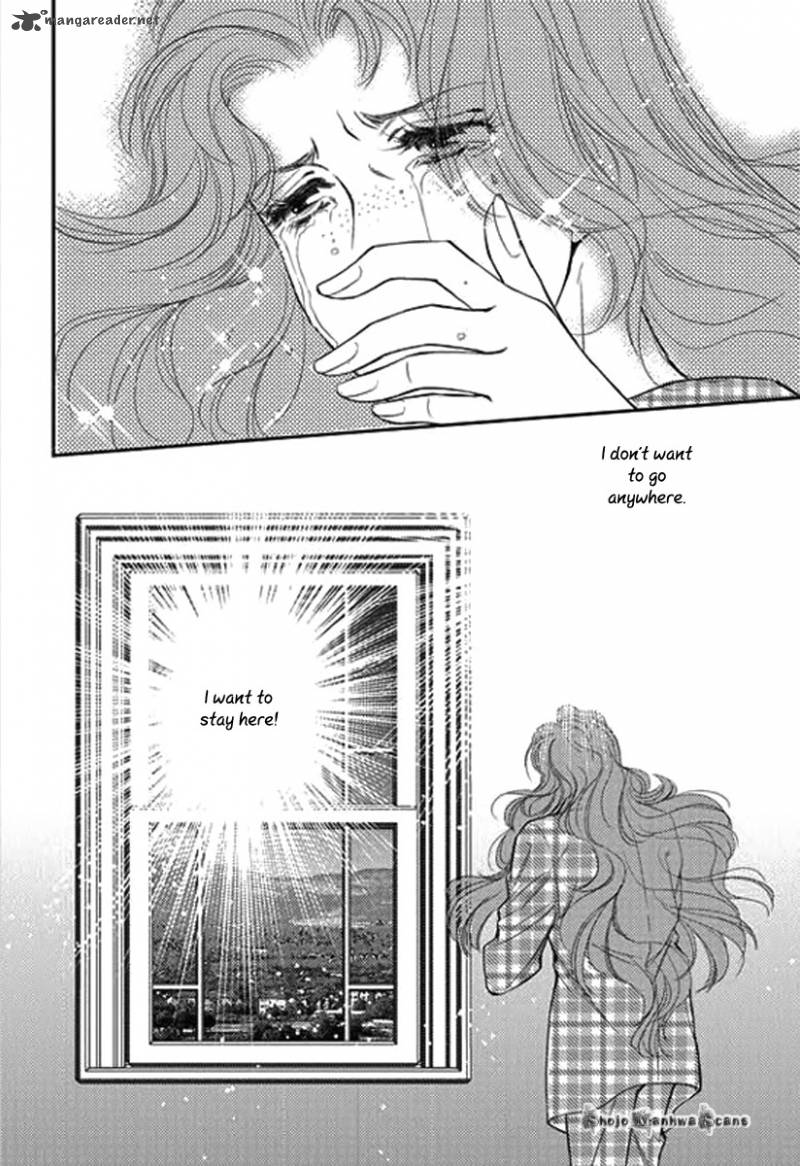 mangareader.net
I don't want
to go
anywhere.
I want to
stay here!
Shojo Manhwa Scans